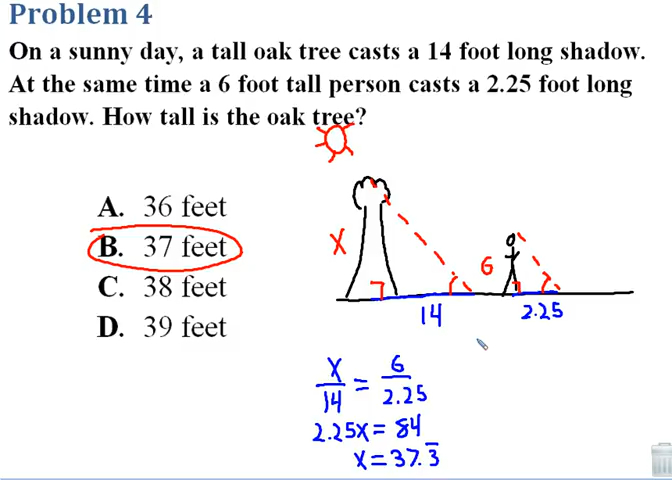 Problem 4
On a sunny day, a tall oak tree casts a 14 foot long shadow.
At the same time a 6 foot tall person casts a 2.25 foot long
shadow. How tall is the oak tree?
A. 36 feet
B. 37 feet
C. 38 feet
D. 39 feet
X
6
14
2.25
X/14 = 6/2.25
2.25x = 84
x = 37.3̅